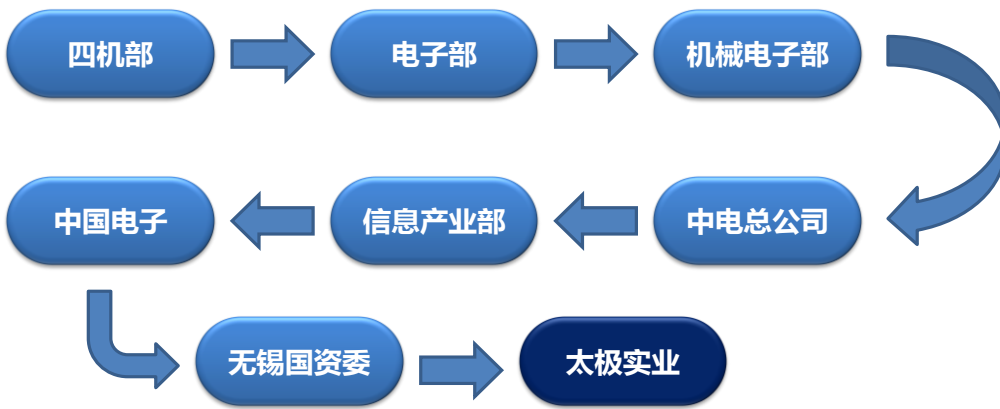 四机部
电子部
机械电子部
中电总公司
信息产业部
中国电子
无锡国资委
太极实业